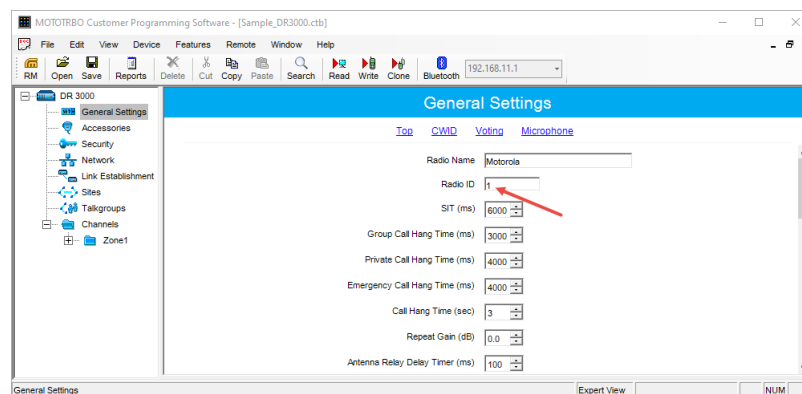 MOTOTRBO Customer Programming Software - [Sample_DR3000.ctb]
File Edit View Device Features Remote Window Help
RM Open Save Reports Delete Cut Copy Paste Search Read Write Clone Bluetooth 192.168.11.1
DR 3000
General Settings
Accessories
Security
Network
Link Establishment
Sites
Talkgroups
Channels
Zone1
General Settings
Top CWID Voting Microphone
Radio Name Motorola
Radio ID 1
SIT (ms) 6000
Group Call Hang Time (ms) 3000
Private Call Hang Time (ms) 4000
Emergency Call Hang Time (ms) 4000
Call Hang Time (sec) 3
Repeat Gain (dB) 0.0
Antenna Relay Delay Timer (ms) 100
General Settings Expert View NUM